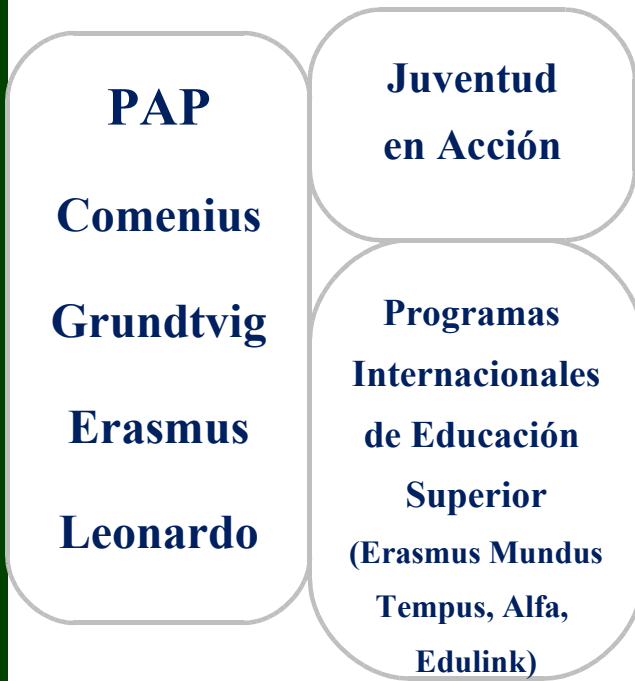 PAP
Comenius
Grundtvig
Erasmus
Leonardo
Juventud
en Acción
Programas
Internacionales
de Educación
Superior
(Erasmus Mundus
Tempus, Alfa,
Edulink)